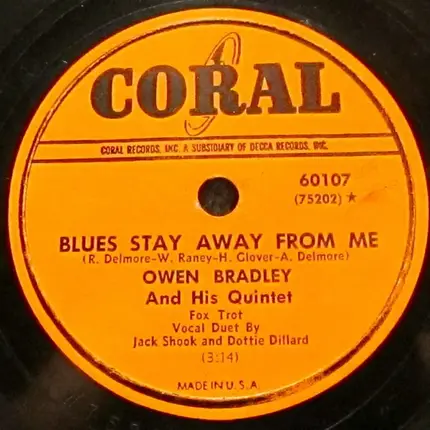 CORAL
CORAL RECORDS, INC. A SUBSIDIARY OF DECCA RECORDS, INC.
60107
(75202) ★
BLUES STAY AWAY FROM ME
(R. Delmore-W. Raney-H. Glover-A. Delmore)
OWEN BRADLEY
And His Quintet
Fox Trot
Vocal Duet By
Jack Shook and Dottie Dillard
(3:14)
MADE IN U.S.A.